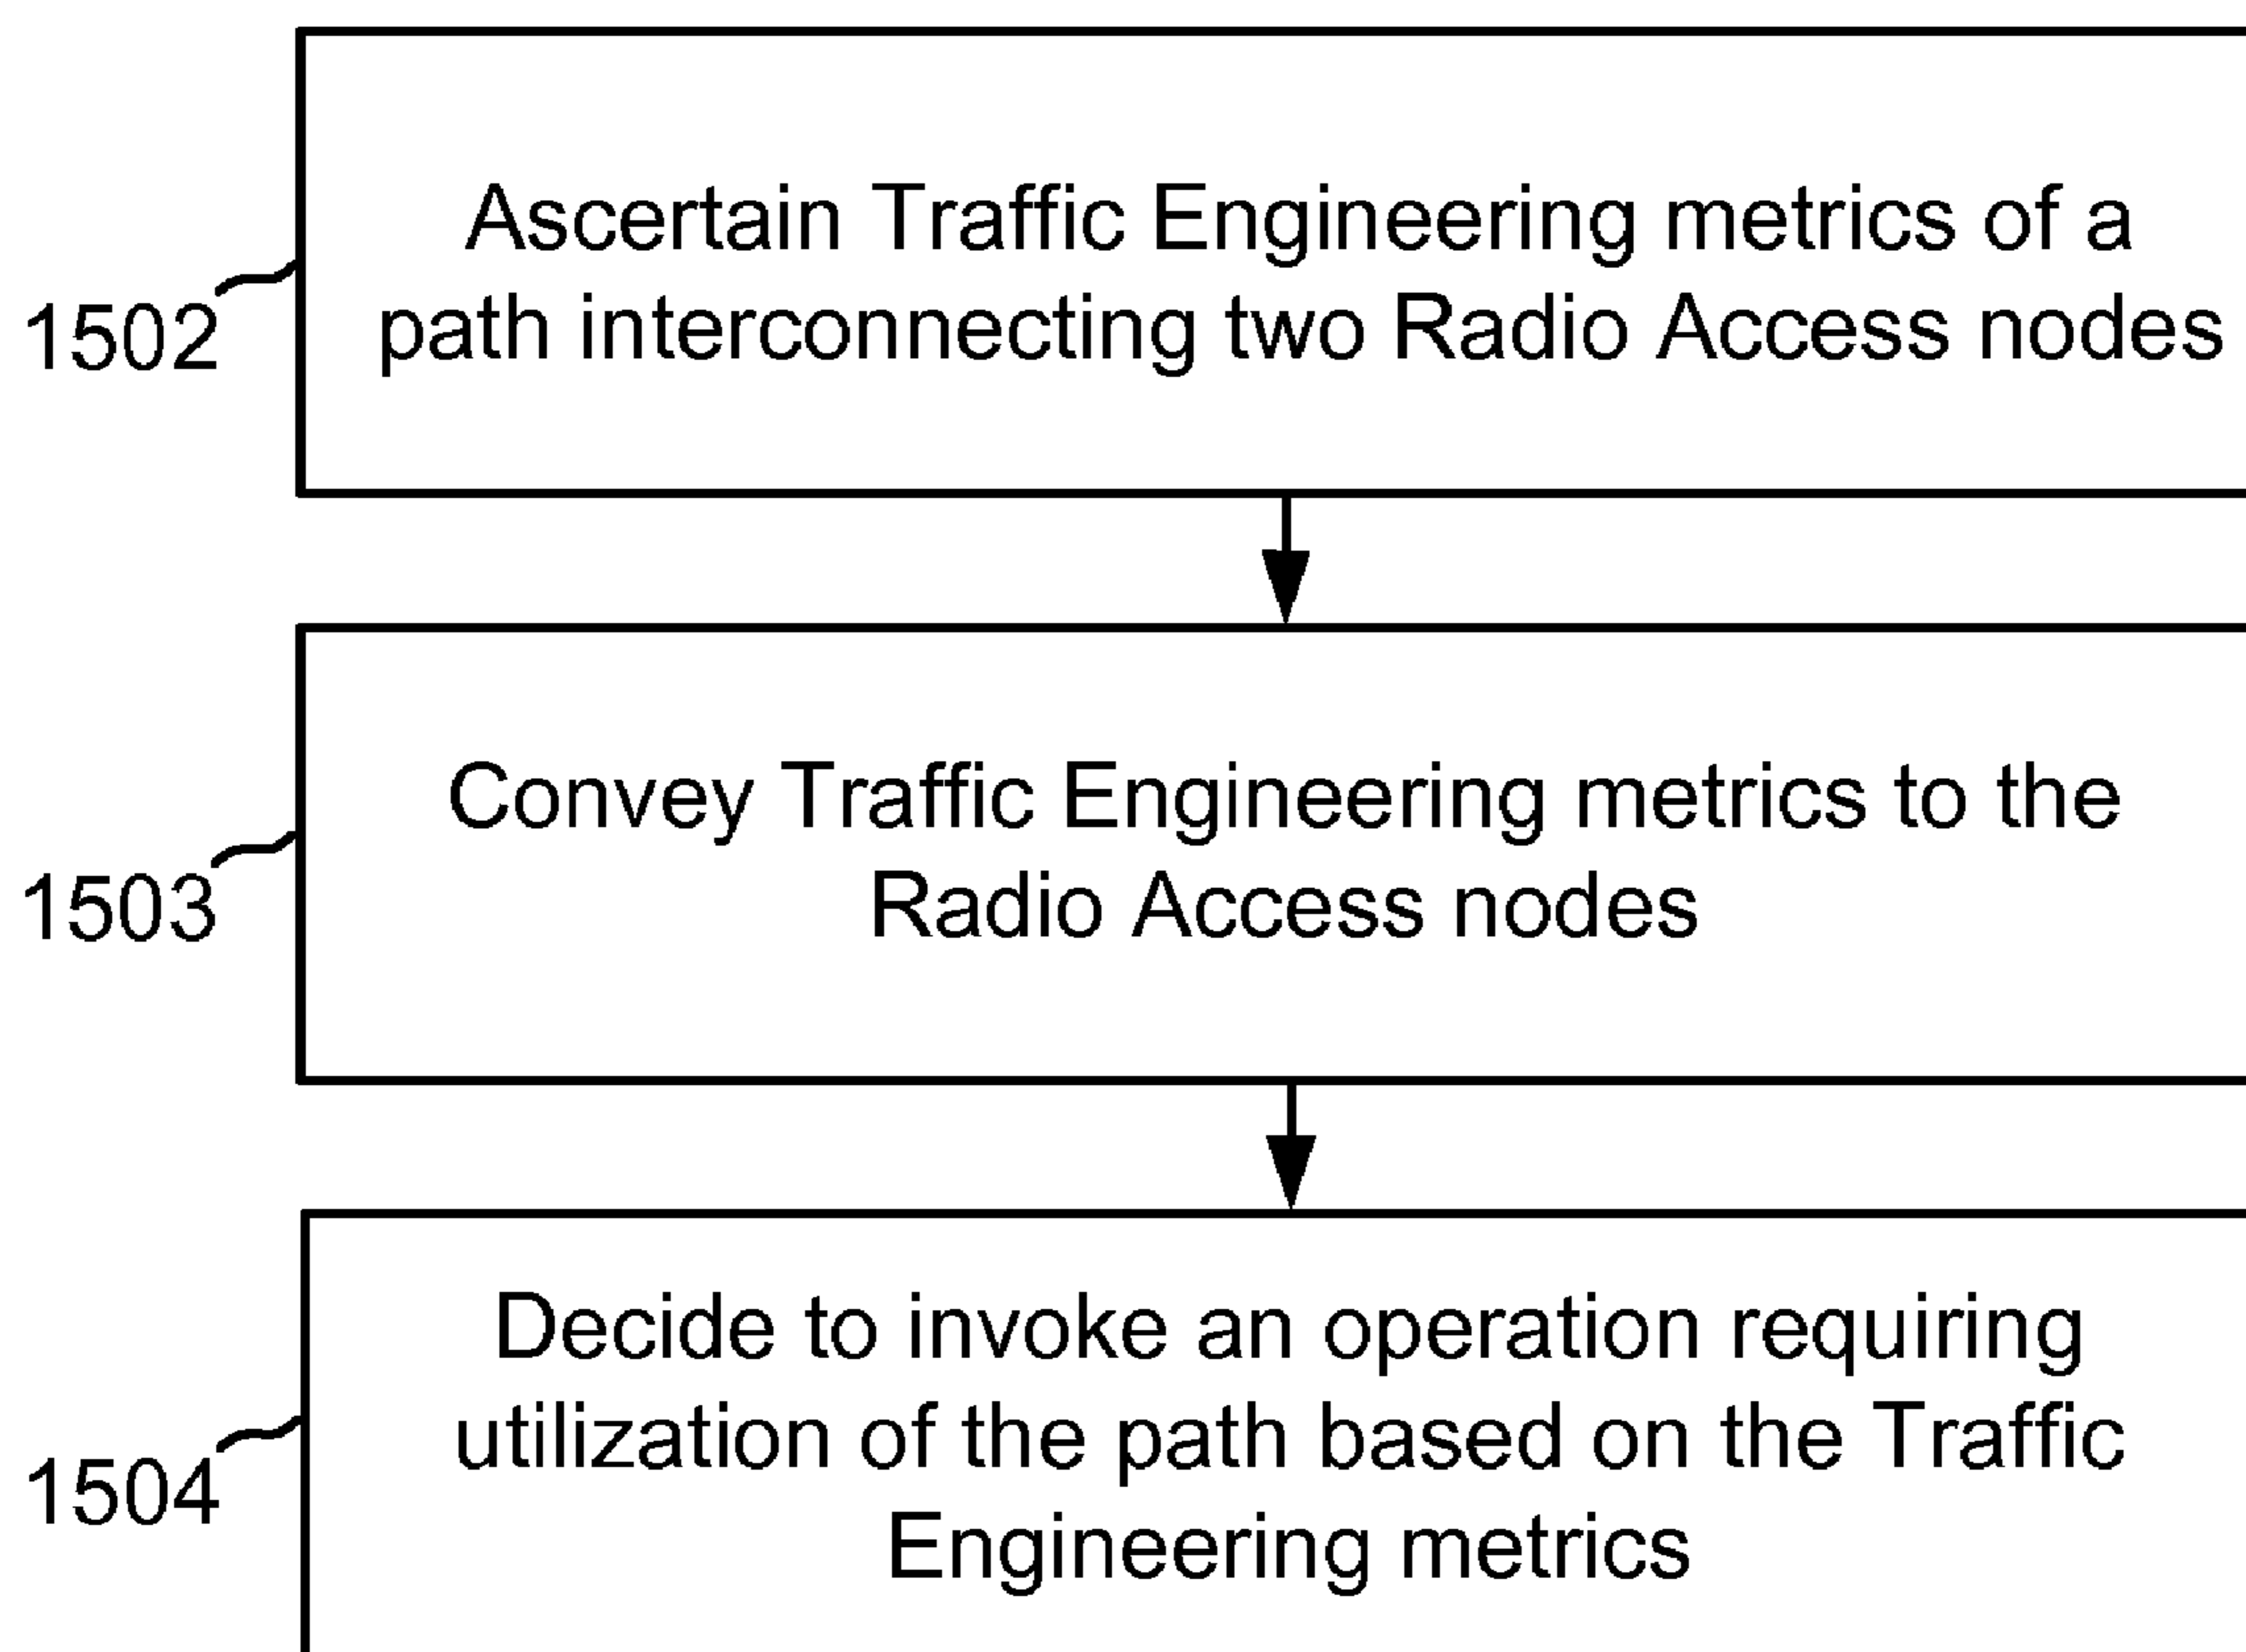 Ascertain Traffic Engineering metrics of a
path interconnecting two Radio Access nodes
1502
Convey Traffic Engineering metrics to the
Radio Access nodes
1503
Decide to invoke an operation requiring
utilization of the path based on the Traffic
Engineering metrics
1504